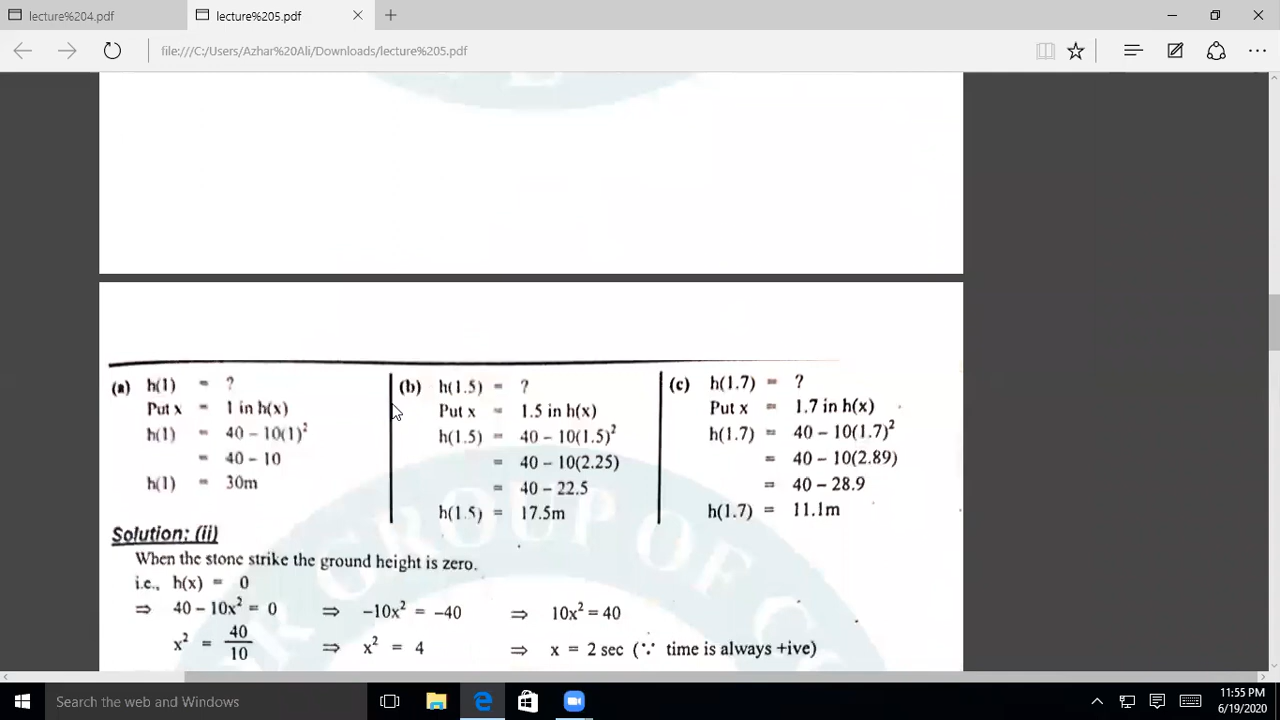 lecture%204.pdf
lecture%205.pdf
file:///C:/Users/Azhar%20Ali/Downloads/lecture%205.pdf
(a) h(1) = ?
Put x = 1 in h(x)
h(1) = 40 – 10(1)²
= 40 – 10
h(1) = 30m
(b) h(1.5) = ?
Put x = 1.5 in h(x)
h(1.5) = 40 – 10(1.5)²
= 40 – 10(2.25)
= 40 – 22.5
h(1.5) = 17.5m
(c) h(1.7) = ?
Put x = 1.7 in h(x)
h(1.7) = 40 – 10(1.7)²
= 40 – 10(2.89)
= 40 – 28.9
h(1.7) = 11.1m
Solution: (ii)
When the stone strike the ground height is zero.
i.e., h(x) = 0
⇒ 40 – 10x² = 0 ⇒ –10x² = –40 ⇒ 10x² = 40
x² = 40/10 ⇒ x² = 4 ⇒ x = 2 sec (∵ time is always +ive)
GROUP OF
Search the web and Windows
11:55 PM
6/19/2020